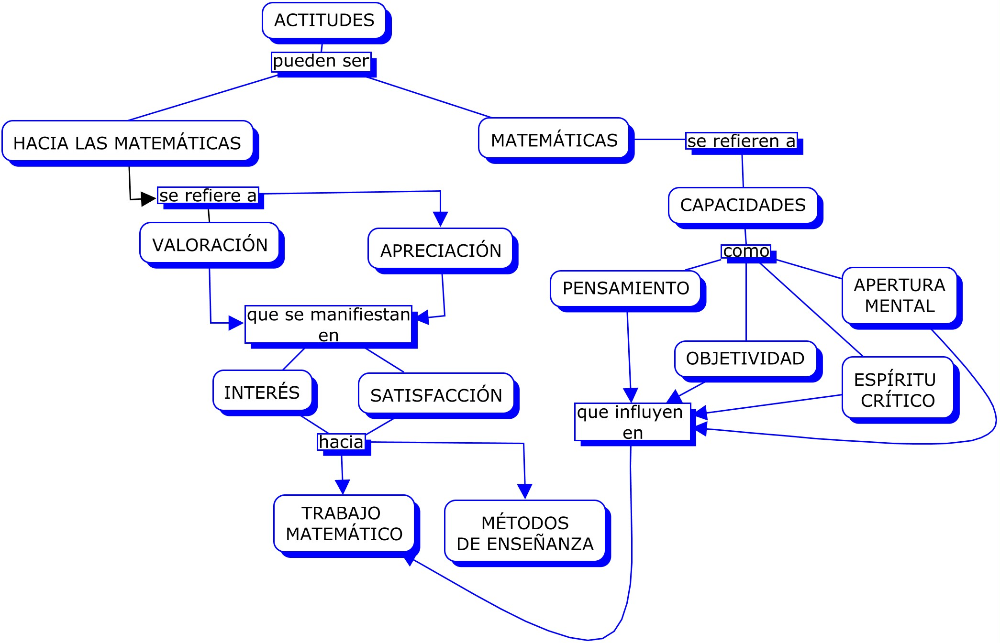 ACTITUDES
pueden ser
HACIA LAS MATEMÁTICAS
MATEMÁTICAS
se refieren a
se refiere a
CAPACIDADES
VALORACIÓN
APRECIACIÓN
como
PENSAMIENTO
APERTURA
MENTAL
que se manifiestan
en
OBJETIVIDAD
ESPÍRITU
CRÍTICO
INTERÉS
SATISFACCIÓN
que influyen
en
hacia
TRABAJO
MATEMÁTICO
MÉTODOS
DE ENSEÑANZA